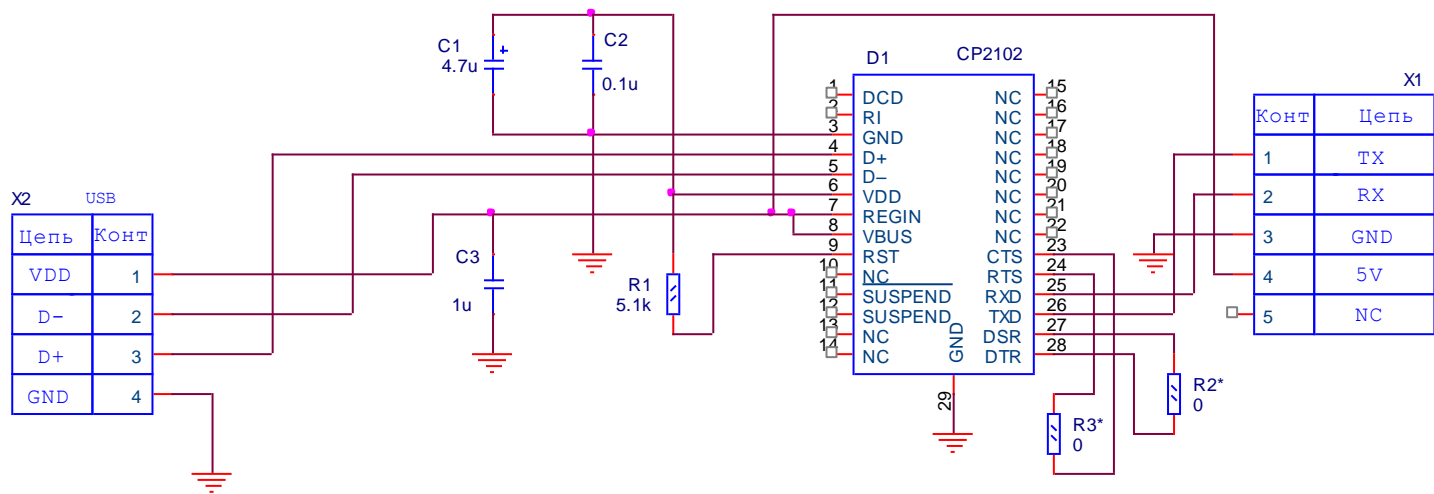 C1
4.7u
+
C2
0.1u
D1 CP2102
1 DCD NC 15
2 RI NC 16
3 GND NC 17
4 D+ NC 18
5 D− NC 19
6 VDD NC 20
7 REGIN NC 21
8 VBUS NC 22
9 RST CTS 23
10 NC RTS 24
11 SUSPEND RXD 25
12 SUSPEND TXD 26
13 NC DSR 27
14 NC DTR 28
GND
29
X2 USB
Цепь Конт
VDD 1
D- 2
D+ 3
GND 4
C3
1u
R1
5.1k
R3*
0
R2*
0
X1
Конт Цепь
1 TX
2 RX
3 GND
4 5V
5 NC